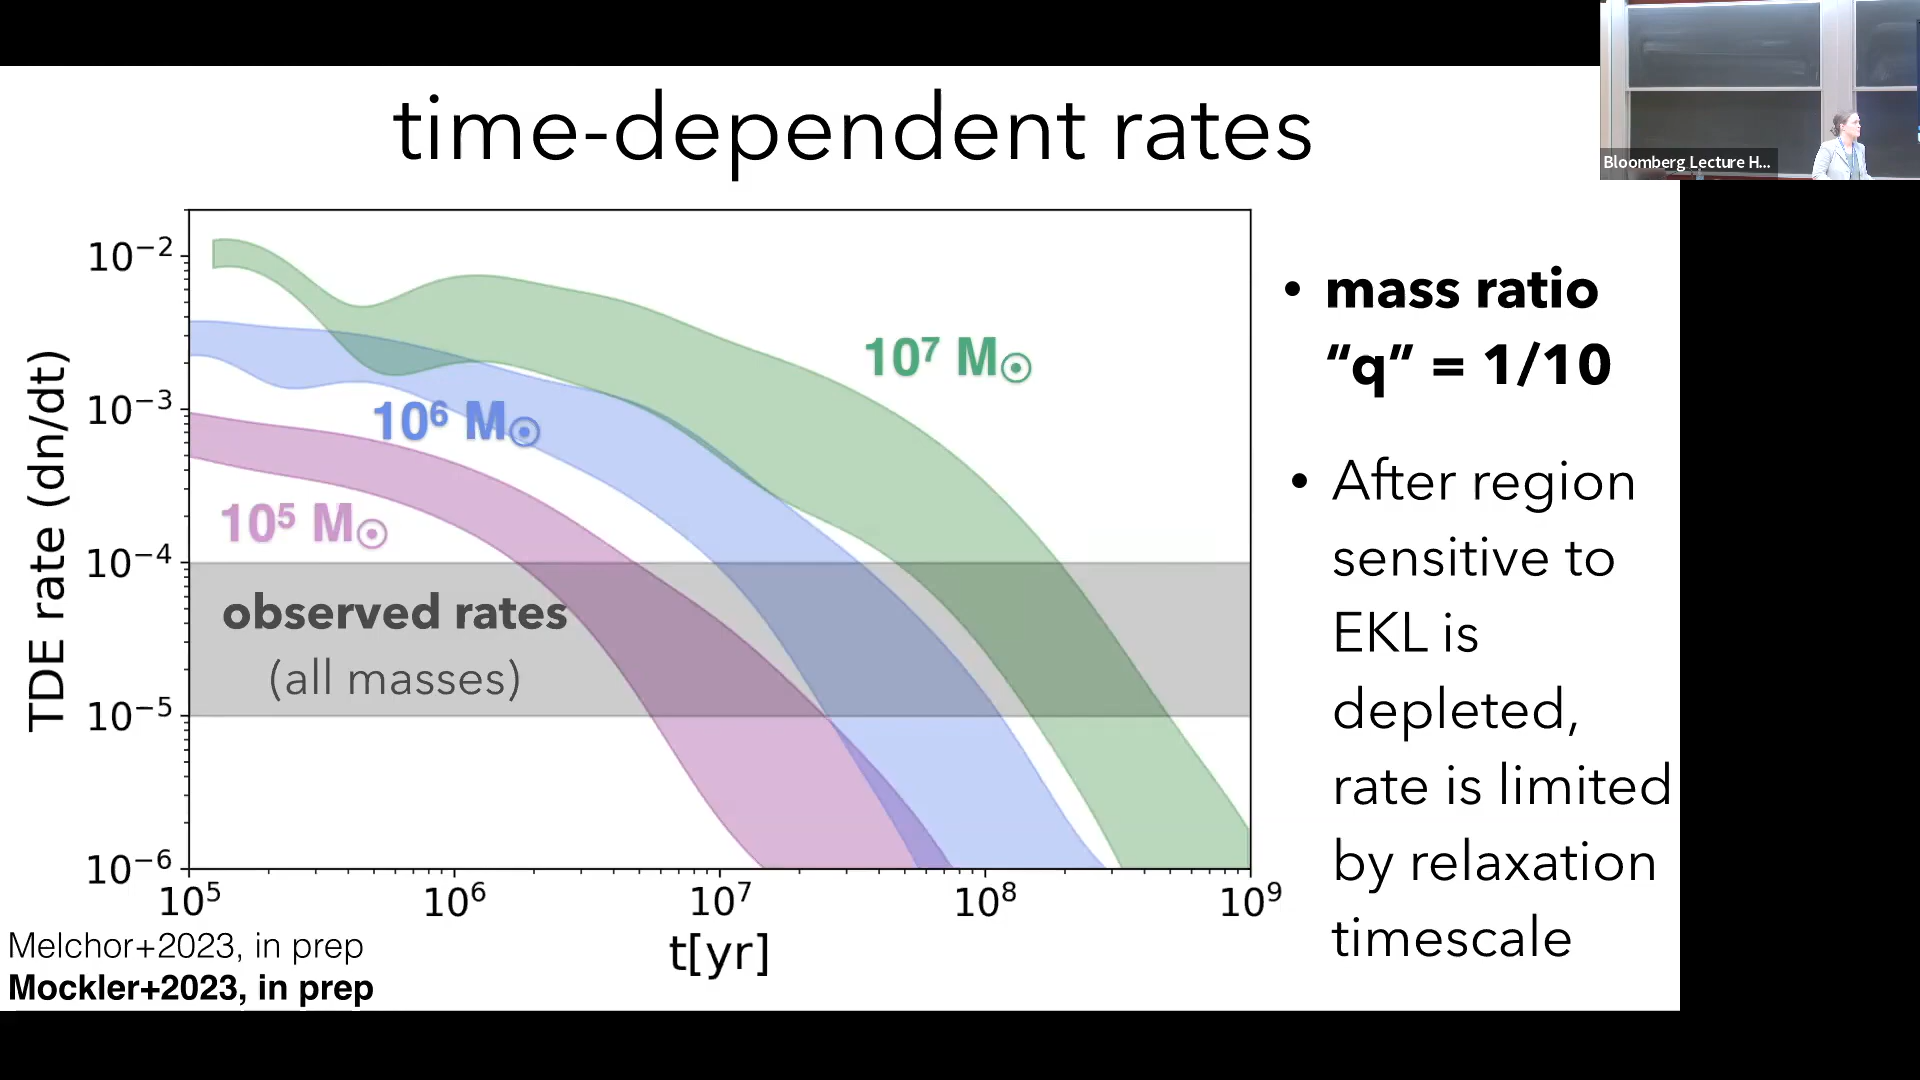 Bloomberg Lecture H...
time-dependent rates
TDE rate (dn/dt)
10⁻²
10⁻³
10⁻⁴
10⁻⁵
10⁻⁶
10⁷ M☉
10⁶ M☉
10⁵ M☉
observed rates
(all masses)
10⁵ 10⁶ 10⁷ 10⁸ 10⁹
t[yr]
• mass ratio
“q” = 1/10
• After region
sensitive to
EKL is
depleted,
rate is limited
by relaxation
timescale
Melchor+2023, in prep
Mockler+2023, in prep